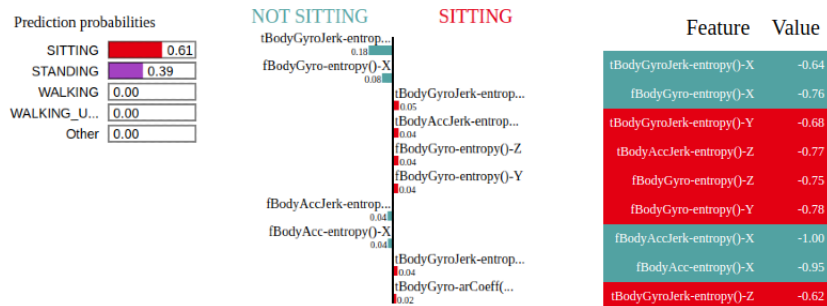 Prediction probabilities
SITTING 0.61
STANDING 0.39
WALKING 0.00
WALKING_U... 0.00
Other 0.00
NOT SITTING SITTING
tBodyGyroJerk-entrop...
0.18
fBodyGyro-entropy()-X
0.08
tBodyGyroJerk-entrop...
0.05
tBodyAccJerk-entrop...
0.04
fBodyGyro-entropy()-Z
0.04
fBodyGyro-entropy()-Y
0.04
fBodyAccJerk-entrop...
0.04
fBodyAcc-entropy()-X
0.04
tBodyGyroJerk-entrop...
0.04
tBodyGyro-arCoeff(...
0.02
Feature Value
tBodyGyroJerk-entropy()-X -0.64
fBodyGyro-entropy()-X -0.76
tBodyGyroJerk-entropy()-Y -0.68
tBodyAccJerk-entropy()-Z -0.77
fBodyGyro-entropy()-Z -0.75
fBodyGyro-entropy()-Y -0.78
fBodyAccJerk-entropy()-X -1.00
fBodyAcc-entropy()-X -0.95
tBodyGyroJerk-entropy()-Z -0.62